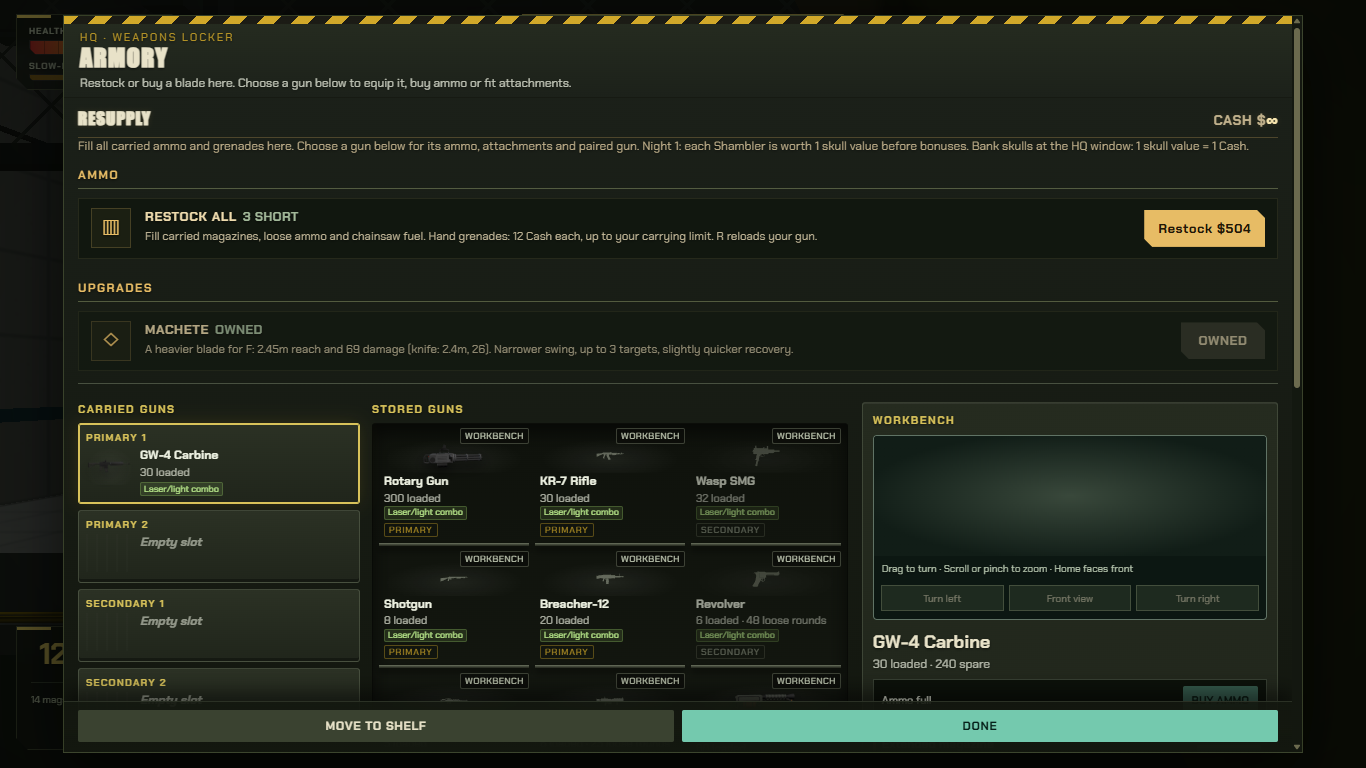 HEALTH
SLOW-
HQ · WEAPONS LOCKER
ARMORY
Restock or buy a blade here. Choose a gun below to equip it, buy ammo or fit attachments.
RESUPPLY
CASH $∞
Fill all carried ammo and grenades here. Choose a gun below for its ammo, attachments and paired gun. Night 1: each Shambler is worth 1 skull value before bonuses. Bank skulls at the HQ window: 1 skull value = 1 Cash.
AMMO
RESTOCK ALL 3 SHORT
Fill carried magazines, loose ammo and chainsaw fuel. Hand grenades: 12 Cash each, up to your carrying limit. R reloads your gun.
Restock $504
UPGRADES
MACHETE OWNED
A heavier blade for F: 2.45m reach and 69 damage (knife: 2.4m, 26). Narrower swing, up to 3 targets, slightly quicker recovery.
OWNED
CARRIED GUNS
PRIMARY 1
GW-4 Carbine
30 loaded
Laser/light combo
PRIMARY 2
Empty slot
SECONDARY 1
Empty slot
SECONDARY 2
Empty slot
STORED GUNS
WORKBENCH
Rotary Gun
300 loaded
Laser/light combo
PRIMARY
WORKBENCH
KR-7 Rifle
30 loaded
Laser/light combo
PRIMARY
WORKBENCH
Wasp SMG
32 loaded
Laser/light combo
SECONDARY
WORKBENCH
Shotgun
8 loaded
Laser/light combo
PRIMARY
WORKBENCH
Breacher-12
20 loaded
Laser/light combo
PRIMARY
WORKBENCH
Revolver
6 loaded · 48 loose rounds
Laser/light combo
SECONDARY
WORKBENCH
WORKBENCH
WORKBENCH
WORKBENCH
Drag to turn · Scroll or pinch to zoom · Home faces front
Turn left
Front view
Turn right
GW-4 Carbine
30 loaded · 240 spare
Ammo full
BUY AMMO
12
14 mag
MOVE TO SHELF
DONE